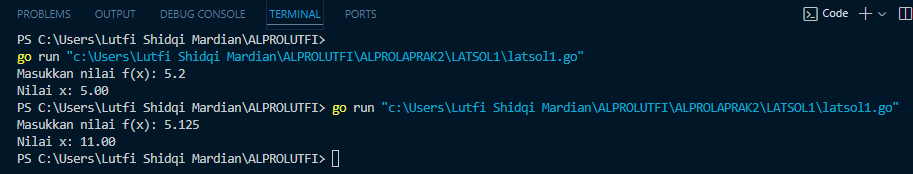 PROBLEMS OUTPUT DEBUG CONSOLE TERMINAL PORTS Code
PS C:\Users\Lutfi Shidqi Mardian\ALPROLUTFI>
go run "c:\Users\Lutfi Shidqi Mardian\ALPROLUTFI\ALPROLAPRAK2\LATSOL1\latsol1.go"
Masukkan nilai f(x): 5.2
Nilai x: 5.00
PS C:\Users\Lutfi Shidqi Mardian\ALPROLUTFI> go run "c:\Users\Lutfi Shidqi Mardian\ALPROLUTFI\ALPROLAPRAK2\LATSOL1\latsol1.go"
Masukkan nilai f(x): 5.125
Nilai x: 11.00
PS C:\Users\Lutfi Shidqi Mardian\ALPROLUTFI>